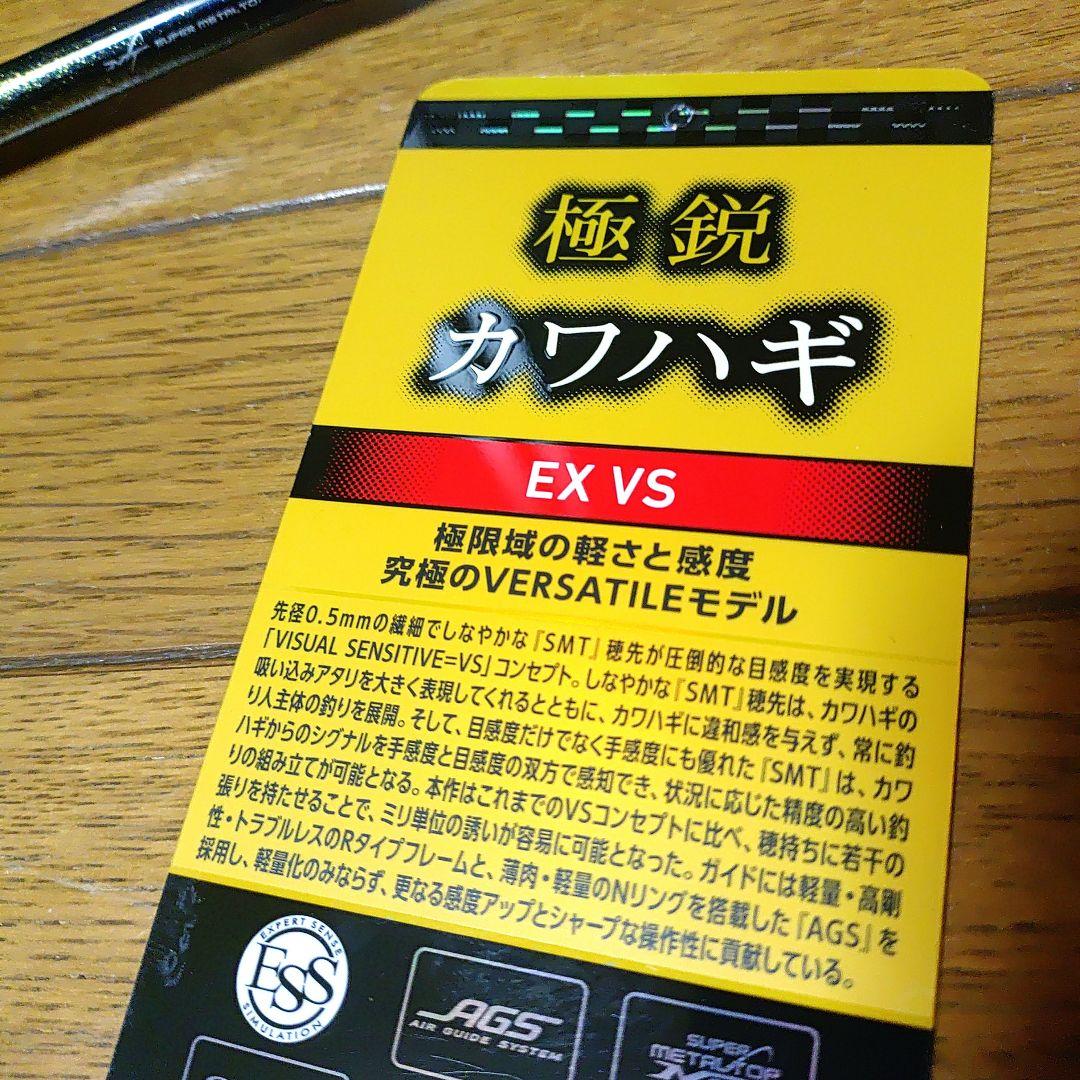 SUPER METALTO
極鋭
カワハギ
EX VS
極限域の軽さと感度
究極のVERSATILEモデル
先径0.5mmの繊細でしなやかな『SMT』穂先が圧倒的な目感度を実現する
「VISUAL SENSITIVE=VS」コンセプト。しなやかな『SMT』穂先は、カワハギの
吸い込みアタリを大きく表現してくれるとともに、カワハギに違和感を与えず、常に釣
り人主体の釣りを展開。そして、目感度だけでなく手感度にも優れた『SMT』は、カワ
ハギからのシグナルを手感度と目感度の双方で感知でき、状況に応じた精度の高い釣
りの組み立てが可能となる。本作はこれまでのVSコンセプトに比べ、穂持ちに若干の
張りを持たせることで、ミリ単位の誘いが容易に可能となった。ガイドには軽量・高剛
性・トラブルレスのRタイプフレームと、薄肉・軽量のNリングを搭載した『AGS』を
採用し、軽量化のみならず、更なる感度アップとシャープな操作性に貢献している。
EXPERT SENSE
ESS
SIMULATION
AGS
AIR GUIDE SYSTEM
SUPER
METALTOP